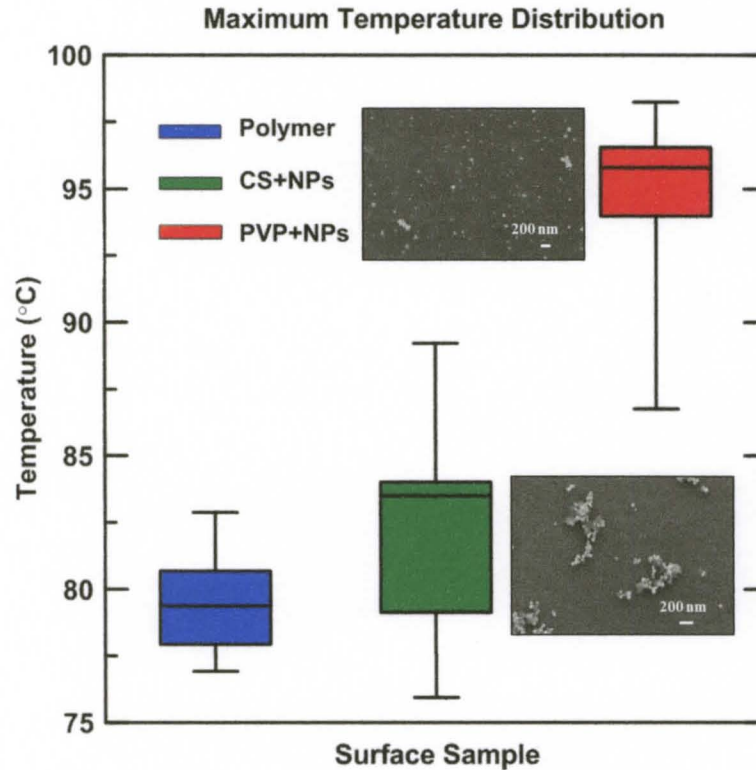 Maximum Temperature Distribution
100
95
90
85
80
75
Temperature (°C)
Polymer
CS+NPs
PVP+NPs
200 nm
200 nm
Surface Sample